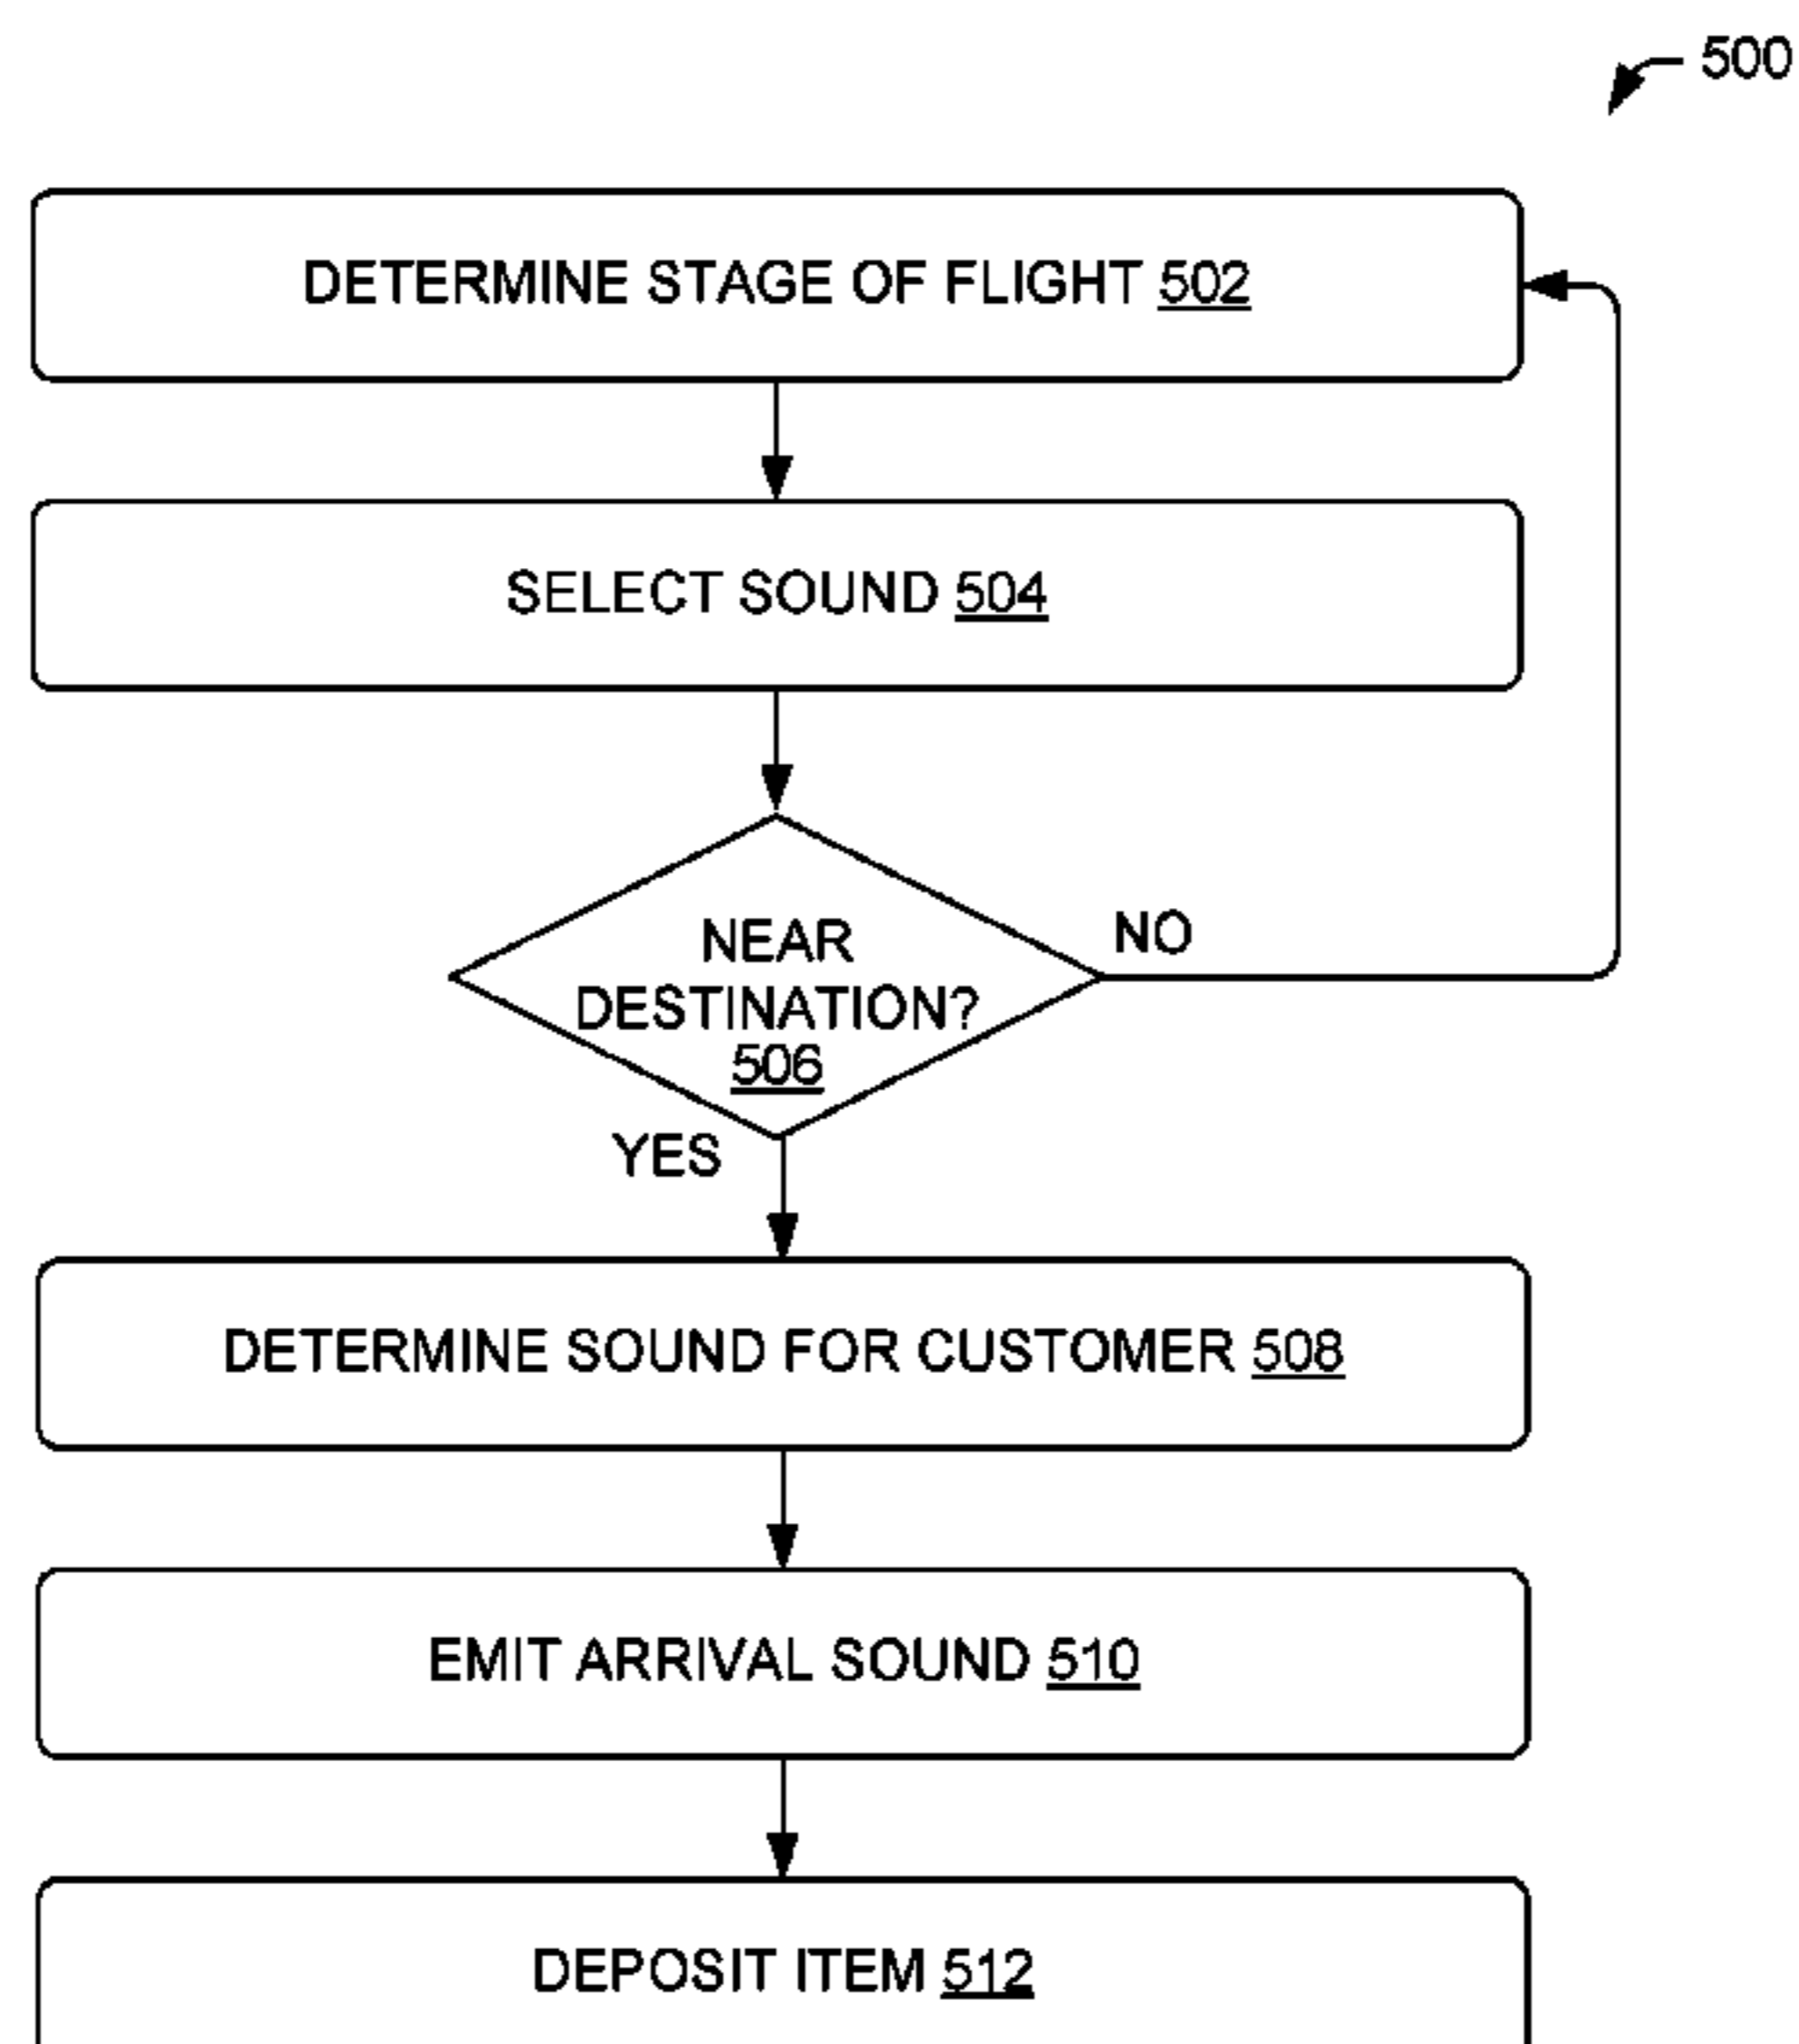 500
DETERMINE STAGE OF FLIGHT 502
SELECT SOUND 504
NEAR
DESTINATION?
506
NO
YES
DETERMINE SOUND FOR CUSTOMER 508
EMIT ARRIVAL SOUND 510
DEPOSIT ITEM 512